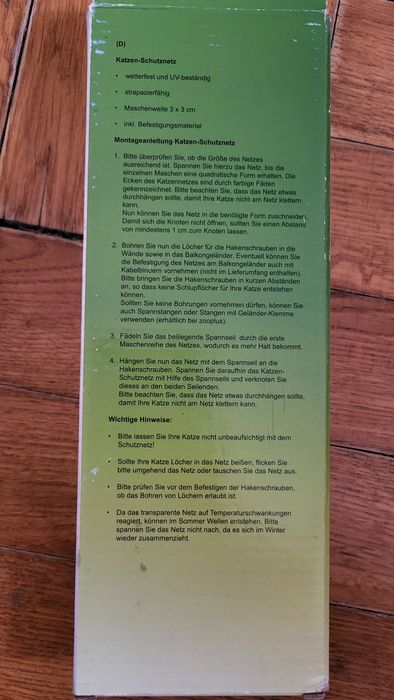 (D)
Katzen-Schutznetz
• wetterfest und UV-beständig
• strapazierfähig
• Maschenweite 3 x 3 cm
• inkl. Befestigungsmaterial
Montageanleitung Katzen-Schutznetz
1. Bitte überprüfen Sie, ob die Größe des Netzes
ausreichend ist. Spannen Sie hierzu das Netz, bis die
einzelnen Maschen eine quadratische Form erhalten. Die
Ecken des Katzennetzes sind durch farbige Fäden
gekennzeichnet. Bitte beachten Sie, dass das Netz etwas
durchhängen sollte, damit Ihre Katze nicht am Netz klettern
kann.
Nun können Sie das Netz in die benötigte Form zuschneiden.
Damit sich die Knoten nicht öffnen, sollten Sie einen Abstand
von mindestens 1 cm zum Knoten lassen.
2. Bohren Sie nun die Löcher für die Hakenschrauben in die
Wände sowie in das Balkongeländer. Eventuell können Sie
die Befestigung des Netzes am Balkongeländer auch mit
Kabelbindern vornehmen (nicht im Lieferumfang enthalten).
Bitte bringen Sie die Hakenschrauben in kurzen Abständen
an, so dass keine Schlupflöcher für Ihre Katze entstehen
können.
Sollten Sie keine Bohrungen vornehmen dürfen, können Sie
auch Spannstangen oder Stangen mit Geländer-Klemme
verwenden (erhältlich bei zooplus).
3. Fädeln Sie das beiliegende Spannseil durch die erste
Maschenreihe des Netzes, wodurch es mehr Halt bekommt.
4. Hängen Sie nun das Netz mit dem Spannseil an die
Hakenschrauben. Spannen Sie daraufhin das Katzen-
Schutznetz mit Hilfe des Spannseils und verknoten Sie
dieses an den beiden Seilenden.
Bitte beachten Sie, dass das Netz etwas durchhängen sollte,
damit Ihre Katze nicht am Netz klettern kann.
Wichtige Hinweise:
• Bitte lassen Sie Ihre Katze nicht unbeaufsichtigt mit dem
Schutznetz!
• Sollte Ihre Katze Löcher in das Netz beißen, flicken Sie
bitte umgehend das Netz oder tauschen Sie das Netz aus.
• Bitte prüfen Sie vor dem Befestigen der Hakenschrauben,
ob das Bohren von Löchern erlaubt ist.
• Da das transparente Netz auf Temperaturschwankungen
reagiert, können im Sommer Wellen entstehen. Bitte
spannen Sie das Netz nicht nach, da es sich im Winter
wieder zusammenzieht.